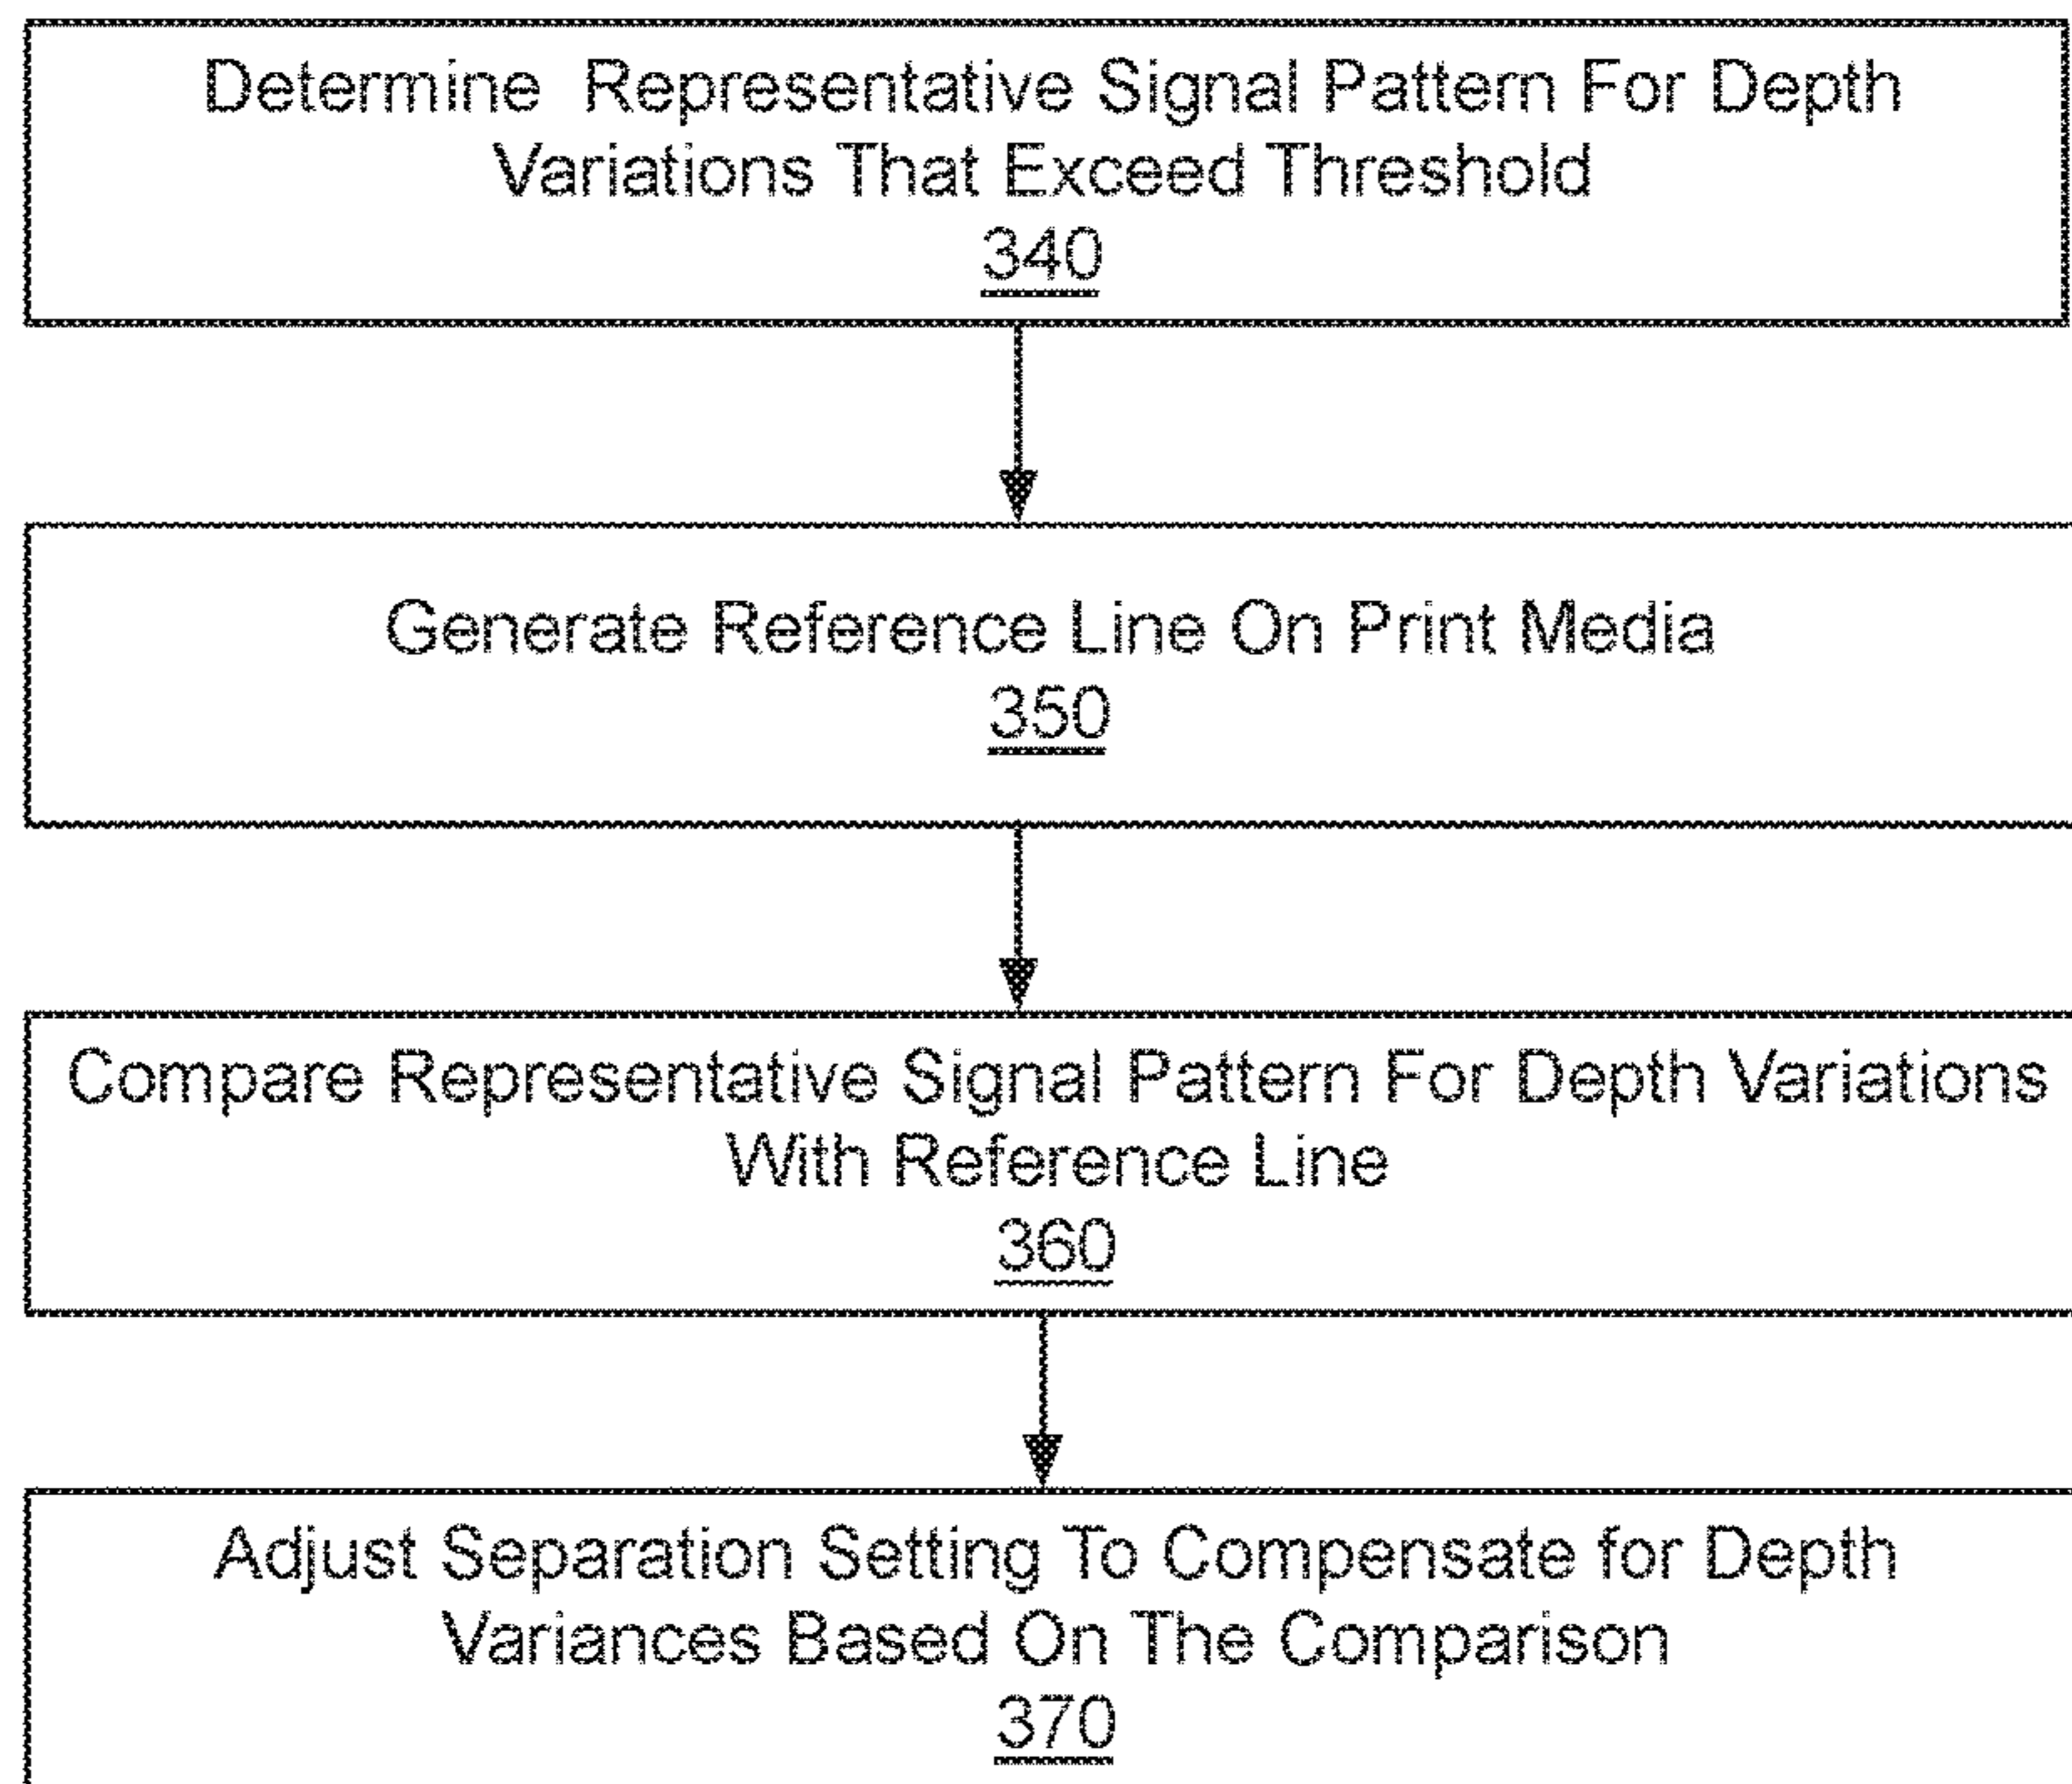 Determine Representative Signal Pattern For Depth
Variations That Exceed Threshold
340
Generate Reference Line On Print Media
350
Compare Representative Signal Pattern For Depth Variations
With Reference Line
360
Adjust Separation Setting To Compensate for Depth
Variances Based On The Comparison
370